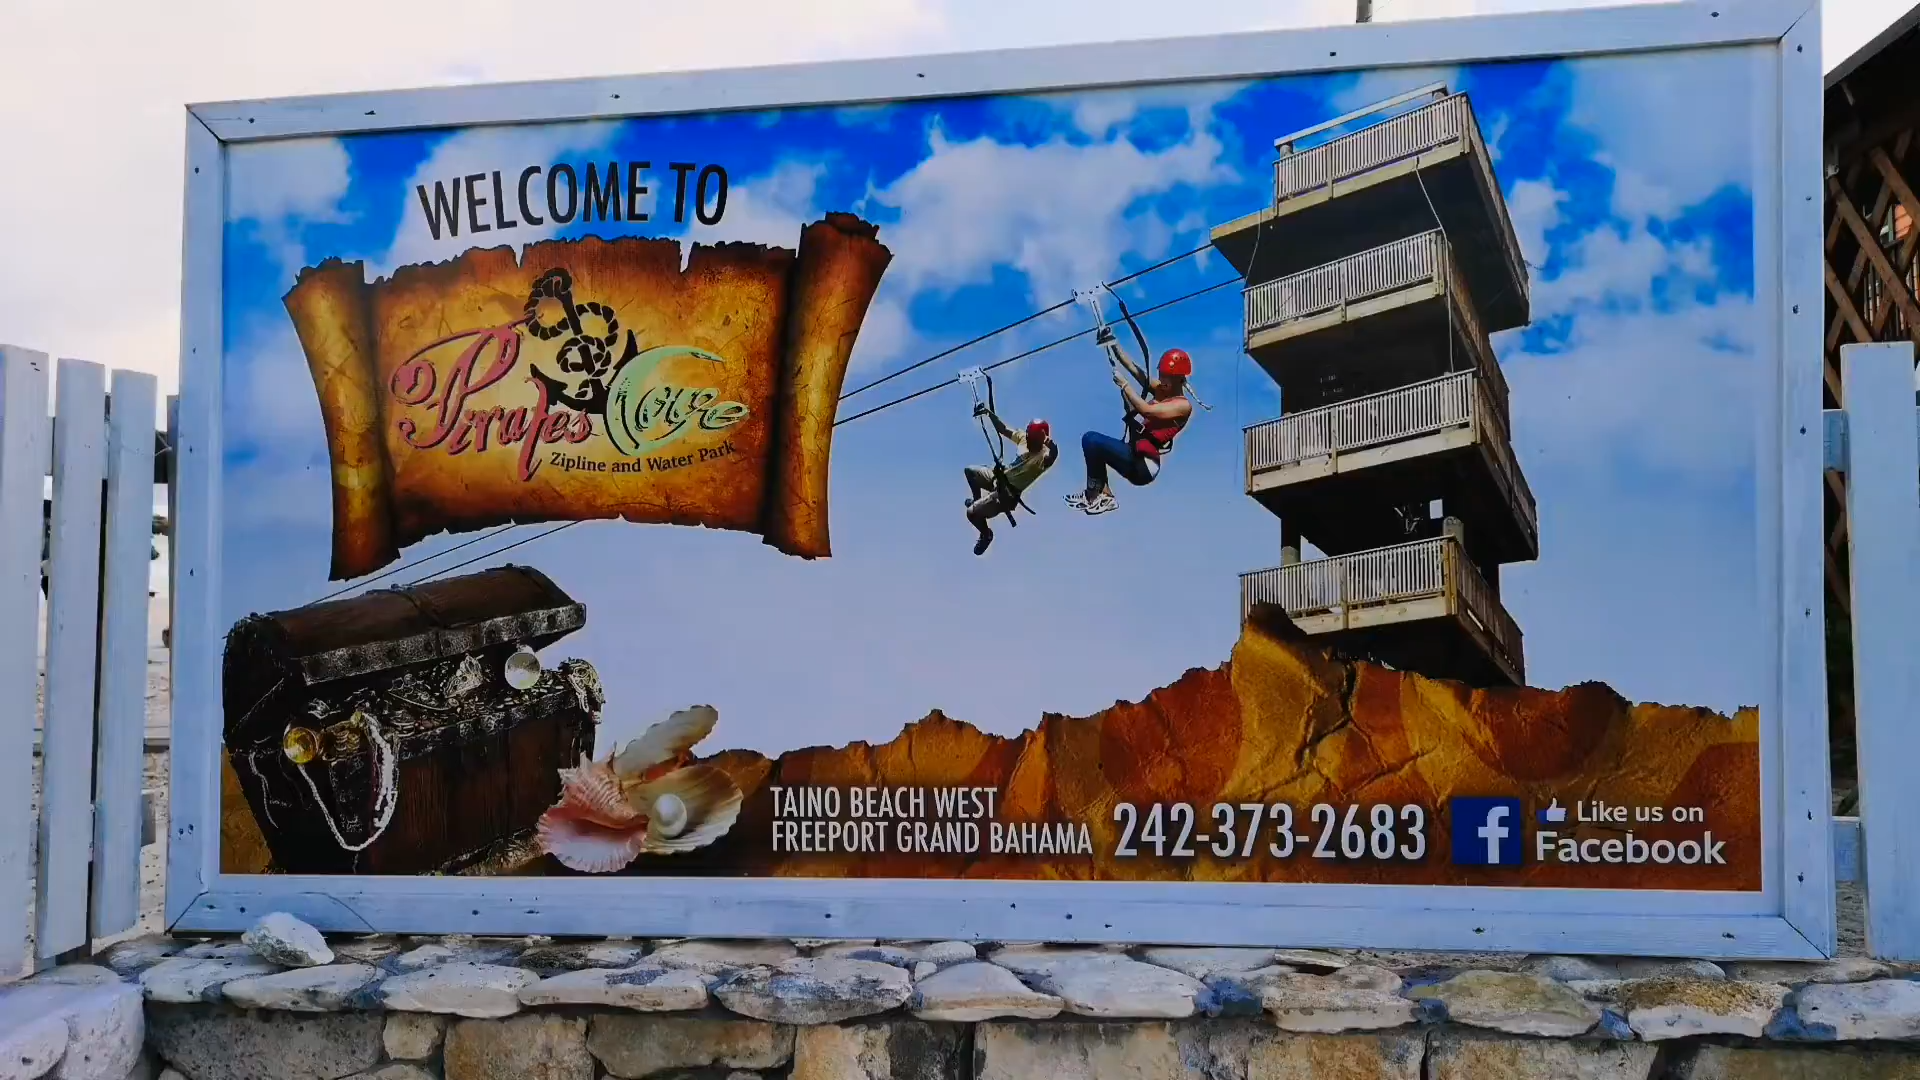 WELCOME TO
Pirates Cove
Zipline and Water Park
TAINO BEACH WEST
FREEPORT GRAND BAHAMA
242-373-2683
f
Like us on
Facebook